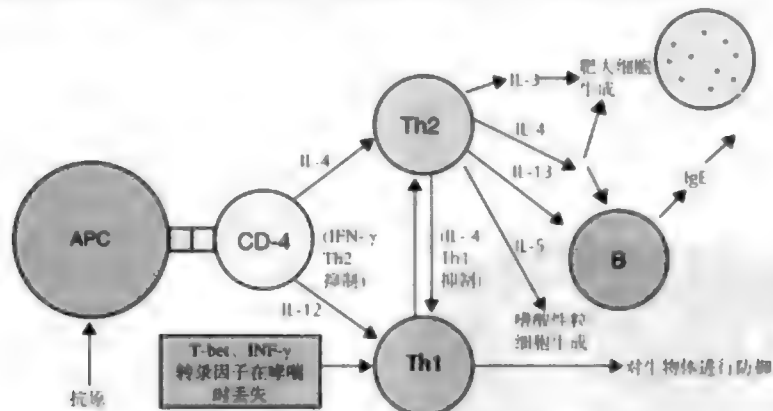 IL-3
肥大细胞
生成
Th2
IL-4
IL-4
IL-13
IgE
APC
CD-4
(IFN-γ
Th2
抑制)
(IL-4
Th1
抑制)
IL-5
B
IL-12
嗜酸性粒
细胞生成
T-bet、INF-γ
转录因子在哮喘
时丢失
Th1
对生物体进行防御
抗原